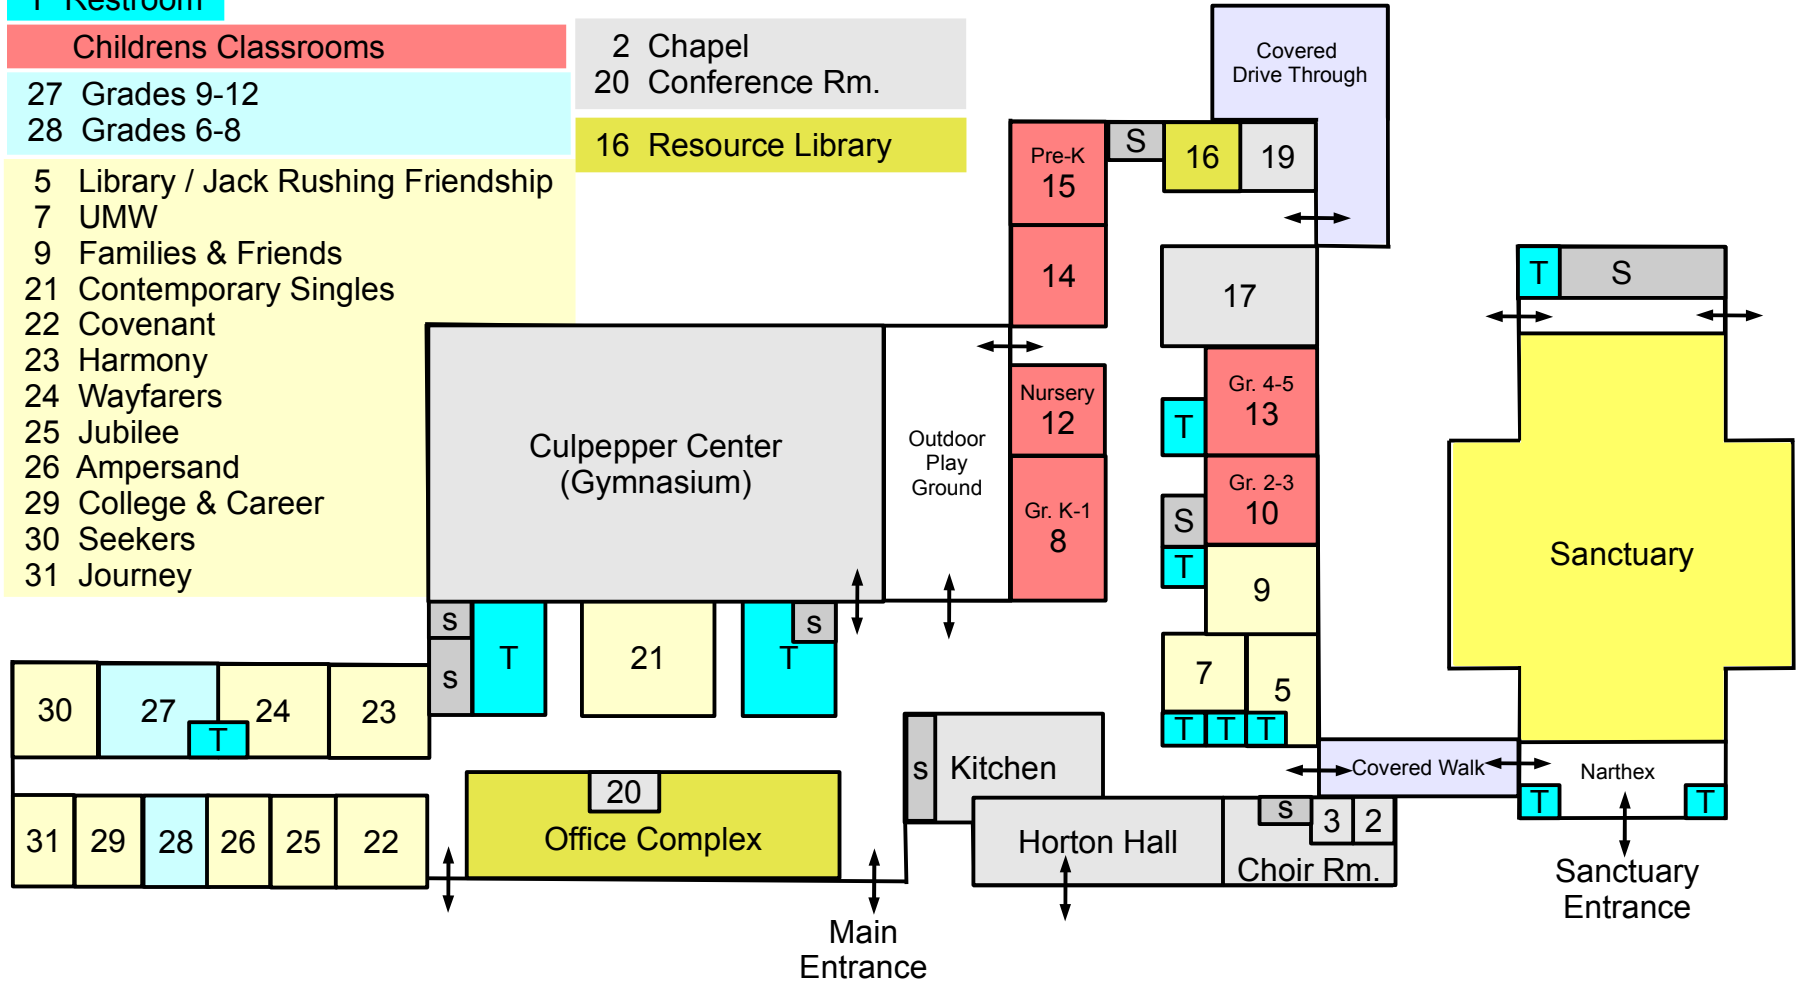 T Restroom
Childrens Classrooms
27 Grades 9-12
28 Grades 6-8
5 Library / Jack Rushing Friendship
7 UMW
9 Families & Friends
21 Contemporary Singles
22 Covenant
23 Harmony
24 Wayfarers
25 Jubilee
26 Ampersand
29 College & Career
30 Seekers
31 Journey
2 Chapel
20 Conference Rm.
16 Resource Library
Covered
Drive Through
Pre-K
15
S
16
19
14
17
T
S
Culpepper Center
(Gymnasium)
Outdoor
Play
Ground
Nursery
12
Gr. K-1
8
Gr. 4-5
13
T
Gr. 2-3
10
S
T
9
7
5
T
T
T
Sanctuary
s
s
T
21
T
s
30
27
24
T
23
31
29
28
26
25
22
20
Office Complex
s
Kitchen
Horton Hall
s
3
2
Choir Rm.
Covered Walk
Narthex
T
T
Main
Entrance
Sanctuary
Entrance